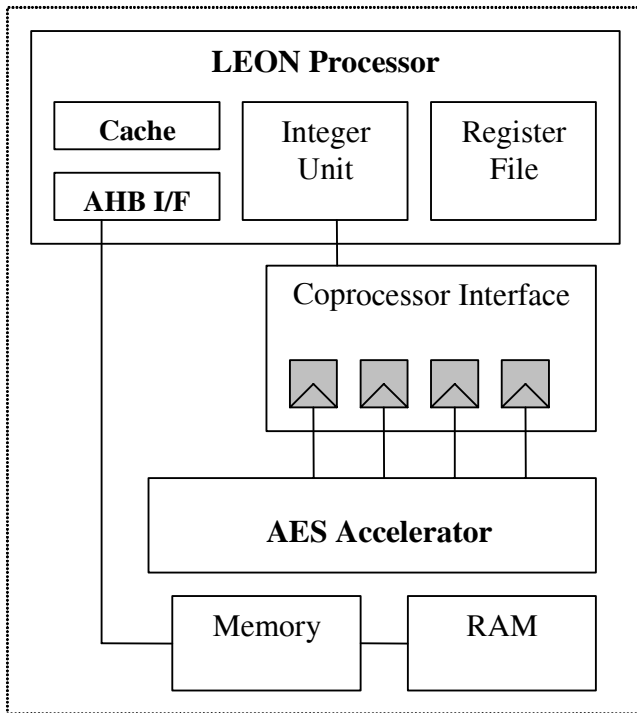 LEON Processor
Cache
Integer
Unit
Register
File
AHB I/F
Coprocessor Interface
AES Accelerator
Memory
RAM